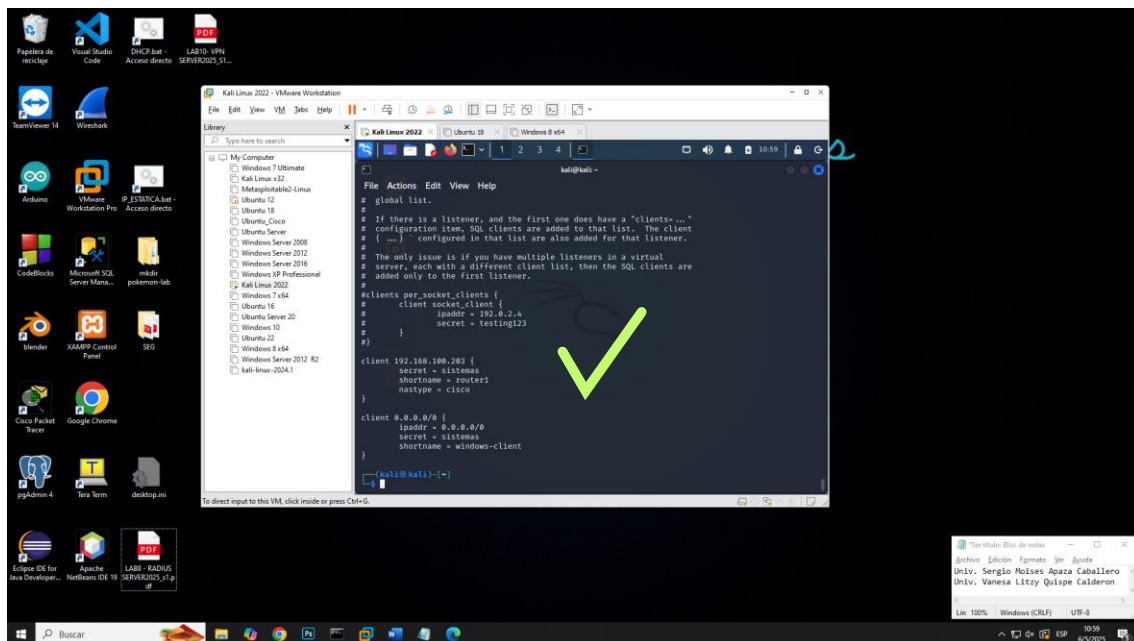 Papelera de
reciclaje
Visual Studio
Code
DHCP.bat -
Acceso directo
LAB10- VPN
SERVER2025_S1...
TeamViewer 14
Wireshark
Arduino
VMware
Workstation Pro
IP_ESTATICA.bat -
Acceso directo
CodeBlocks
Microsoft SQL
Server Mana...
mkdir
pokemon-lab
blender
XAMPP Control
Panel
SEG
Cisco Packet
Tracer
Google Chrome
pgAdmin 4
Tera Term
desktop.ini
Eclipse IDE for
Java Developer...
Apache
NetBeans IDE 19
LAB8 - RADIUS
SERVER2025_s1.p
df
Kali Linux 2022 - VMware Workstation
File Edit View VM Tabs Help
Library
Type here to search
My Computer
Windows 7 Ultimate
Kali Linux x32
Metasploitable2-Linux
Ubuntu 12
Ubuntu 18
Ubuntu_Cisco
Ubuntu Server
Windows Server 2008
Windows Server 2012
Windows Server 2016
Windows XP Professional
Kali Linux 2022
Windows 7 x64
Ubuntu 16
Ubuntu Server 20
Windows 10
Ubuntu 22
Windows 8 x64
Windows Server 2012 R2
kali-linux-2024.1
Kali Linux 2022
Ubuntu 18
Windows 8 x64
1 2 3 4
10:59
kali@kali: ~
File Actions Edit View Help
# global list.
#
# If there is a listener, and the first one does have a "clients=..."
# configuration item, SQL clients are added to that list. The client
# { ...} ` configured in that list are also added for that listener.
#
# The only issue is if you have multiple listeners in a virtual
# server, each with a different client list, then the SQL clients are
# added only to the first listener.
#
#clients per_socket_clients {
# client socket_client {
# ipaddr = 192.0.2.4
# secret = testing123
# }
#}
client 192.168.100.203 {
secret = sistemas
shortname = router1
nastype = cisco
}
client 0.0.0.0/0 {
ipaddr = 0.0.0.0/0
secret = sistemas
shortname = windows-client
}
(kali㉿kali)-[~]
$
To direct input to this VM, click inside or press Ctrl+G.
*Sin título: Bloc de notas
Archivo Edición Formato Ver Ayuda
Univ. Sergio Moises Apaza Caballero
Univ. Vanesa Litzy Quispe Calderon
Lín 100% Windows (CRLF) UTF-8
Buscar
ESP
10:59
6/5/2025